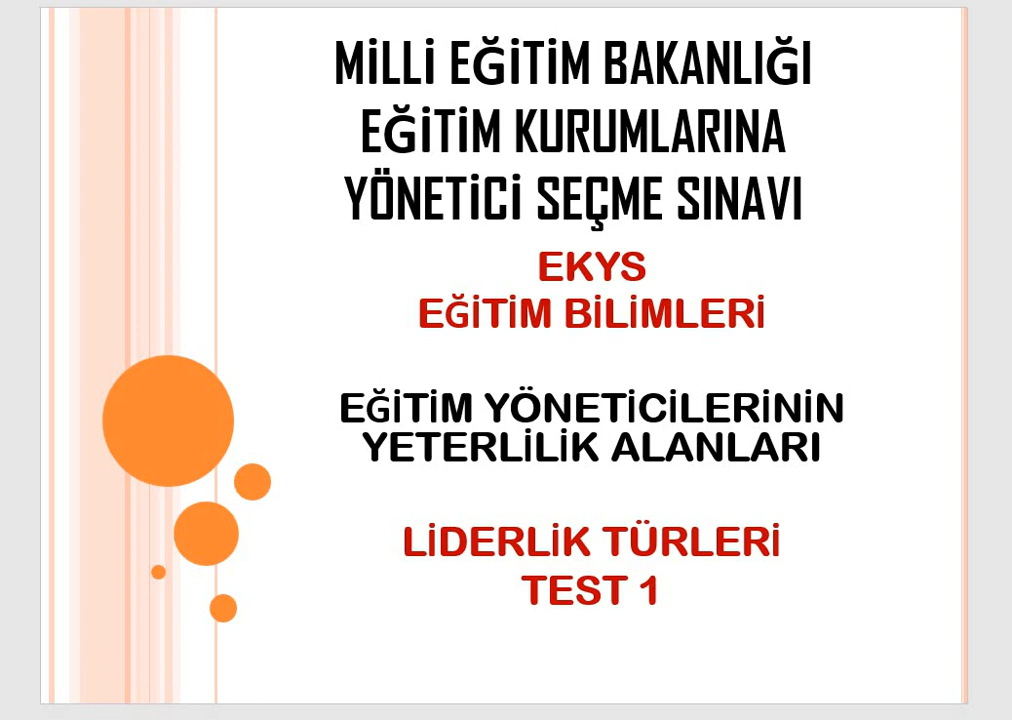 MİLLİ EĞİTİM BAKANLIĞI
EĞİTİM KURUMLARINA
YÖNETİCİ SEÇME SINAVI
EKYS
EĞİTİM BİLİMLERİ
EĞİTİM YÖNETİCİLERİNİN
YETERLİLİK ALANLARI
LİDERLİK TÜRLERİ
TEST 1